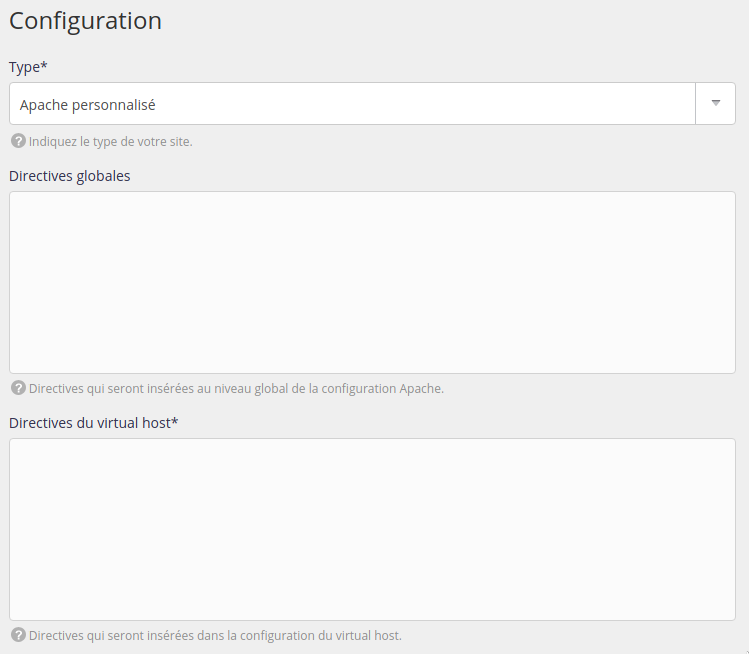 Configuration
Type*
Apache personnalisé
Indiquez le type de votre site.
Directives globales
Directives qui seront insérées au niveau global de la configuration Apache.
Directives du virtual host*
Directives qui seront insérées dans la configuration du virtual host.